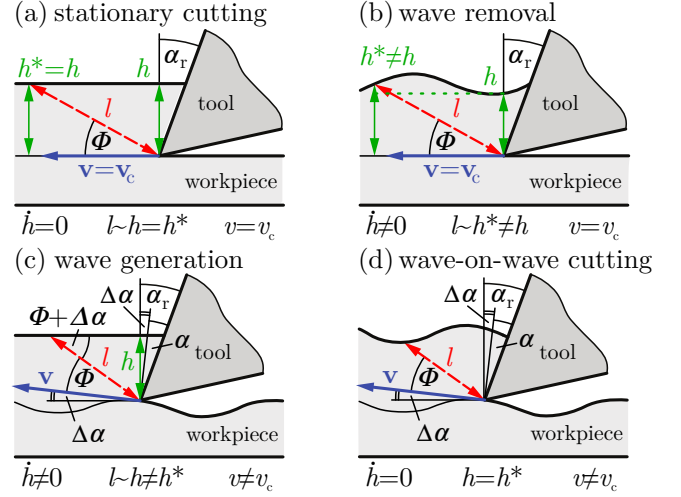 (a) stationary cutting
h*=h
h
αr
l
tool
Φ
v=vc
workpiece
ḣ=0 l~h=h* v=vc
(b) wave removal
h*≠h
h
αr
l
tool
Φ
v=vc
workpiece
ḣ≠0 l~h*≠h v=vc
(c) wave generation
Δα αr
Φ+Δα
l
h
α
tool
v
Φ
Δα
workpiece
ḣ≠0 l~h≠h* v≠vc
(d) wave-on-wave cutting
Δα αr
l
α
tool
v
Φ
Δα
workpiece
ḣ=0 h=h* v≠vc